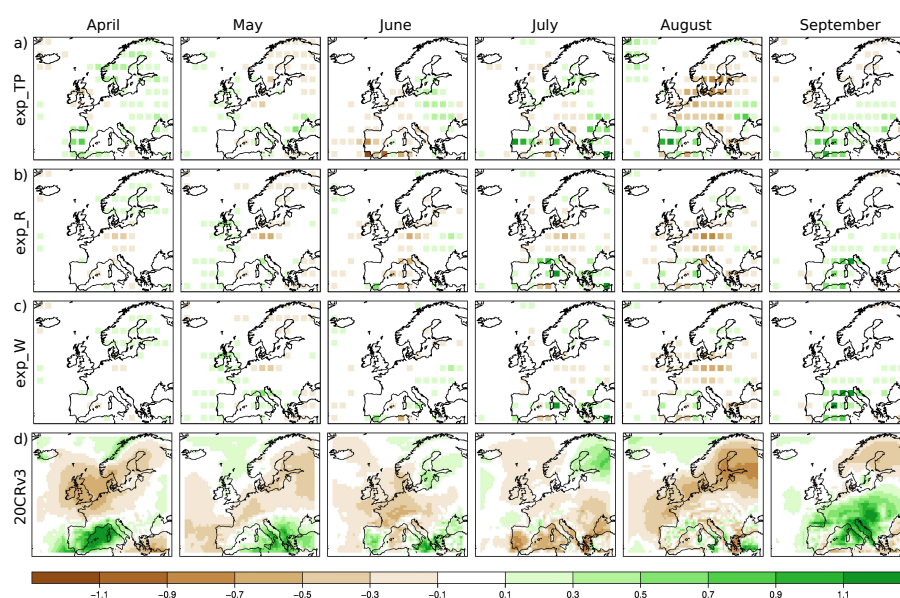 April May June July August September
a) exp_TP
b) exp_R
c) exp_W
d) 20CRv3
−1.1 −0.9 −0.7 −0.5 −0.3 −0.1 0.1 0.3 0.5 0.7 0.9 1.1